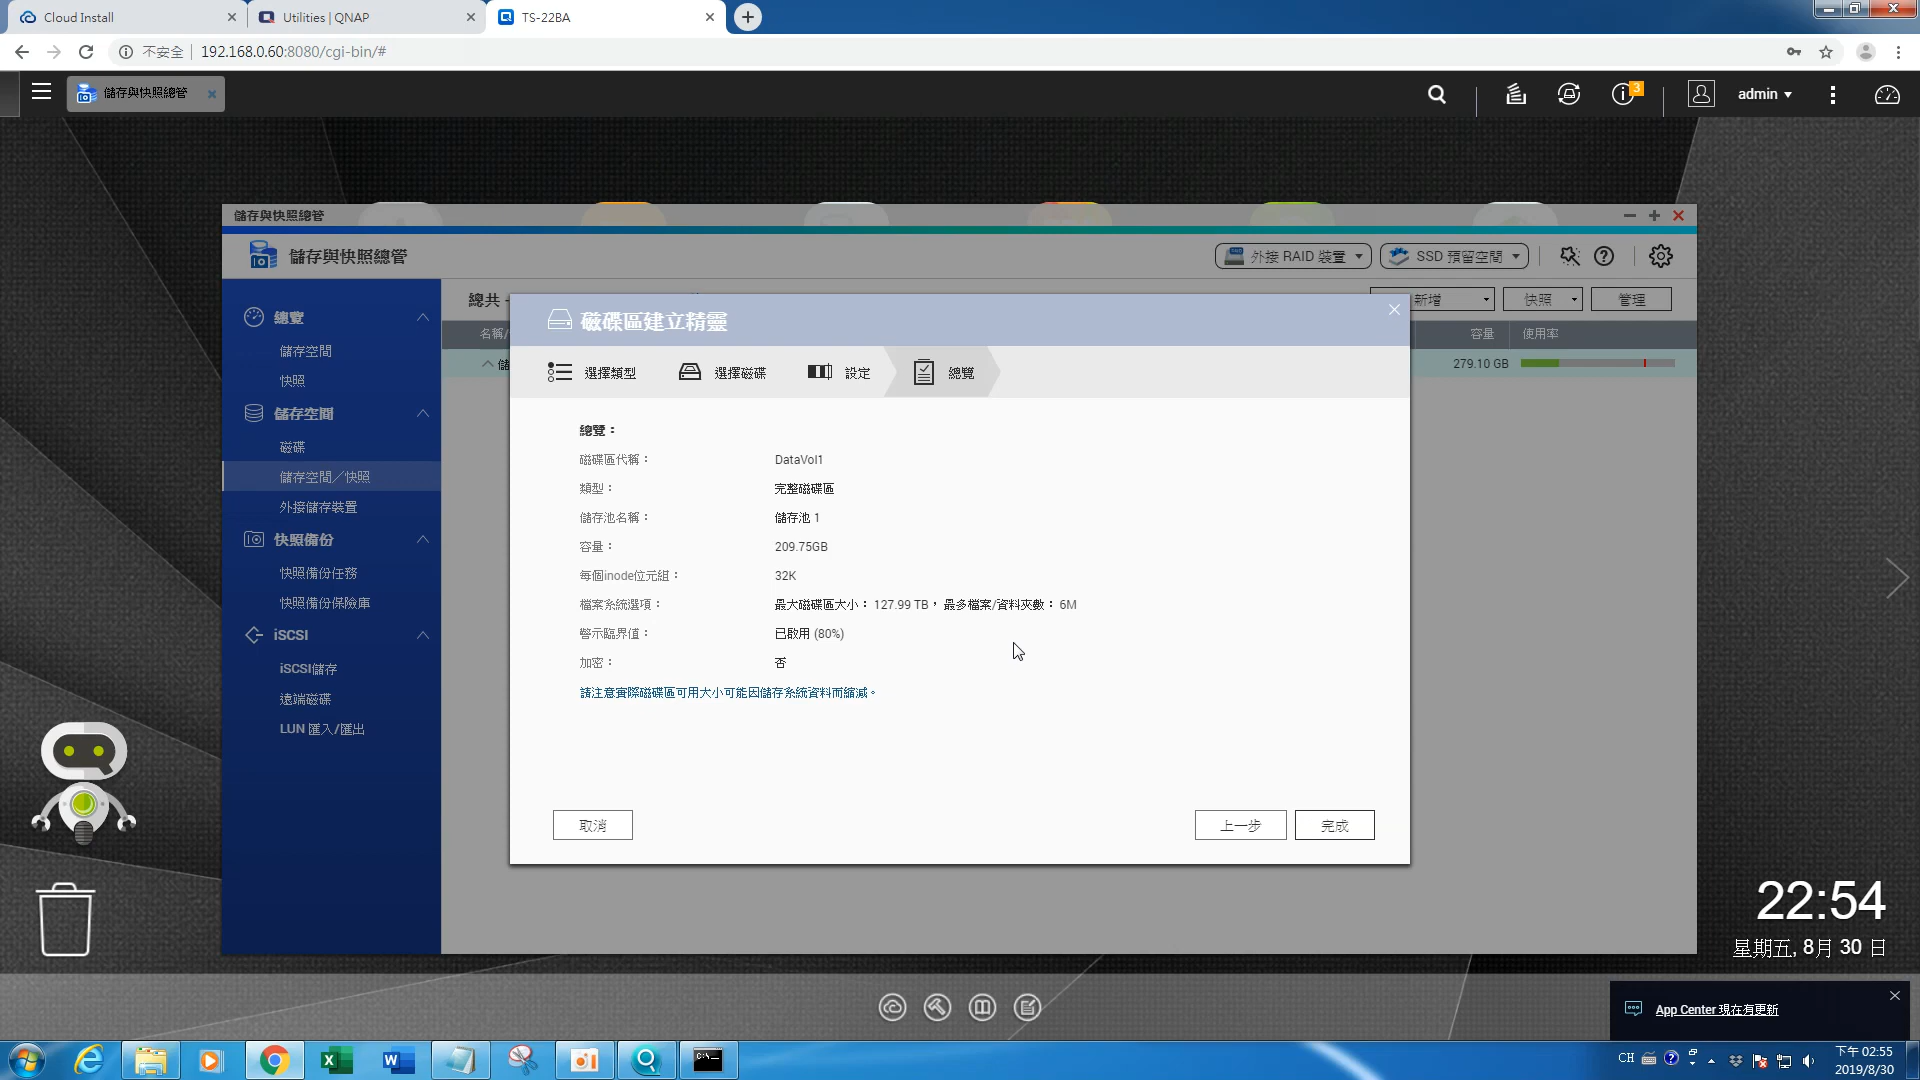 Cloud Install
Utilities | QNAP
TS-22BA
不安全
192.168.0.60:8080/cgi-bin/#
儲存與快照總管
3
admin
儲存與快照總管
儲存與快照總管
外接 RAID 裝置
SSD 預留空間
總覽
儲存空間
快照
儲存空間
磁碟
儲存空間／快照
外接儲存裝置
快照備份
快照備份任務
快照備份保險庫
iSCSI
iSCSI儲存
遠端磁碟
LUN 匯入/匯出
總共
新增
快照
管理
名稱/
容量
使用率
儲
279.10 GB
磁碟區建立精靈
選擇類型
選擇磁碟
設定
總覽
總覽：
磁碟區代稱： DataVol1
類型： 完整磁碟區
儲存池名稱： 儲存池 1
容量： 209.75GB
每個inode位元組： 32K
檔案系統選項： 最大磁碟區大小： 127.99 TB， 最多檔案/資料夾數： 6M
警示臨界值： 已啟用 (80%)
加密： 否
請注意實際磁碟區可用大小可能因儲存系統資料而縮減。
取消
上一步
完成
22:54
星期五, 8月 30 日
App Center 現在有更新
CH
下午 02:55
2019/8/30